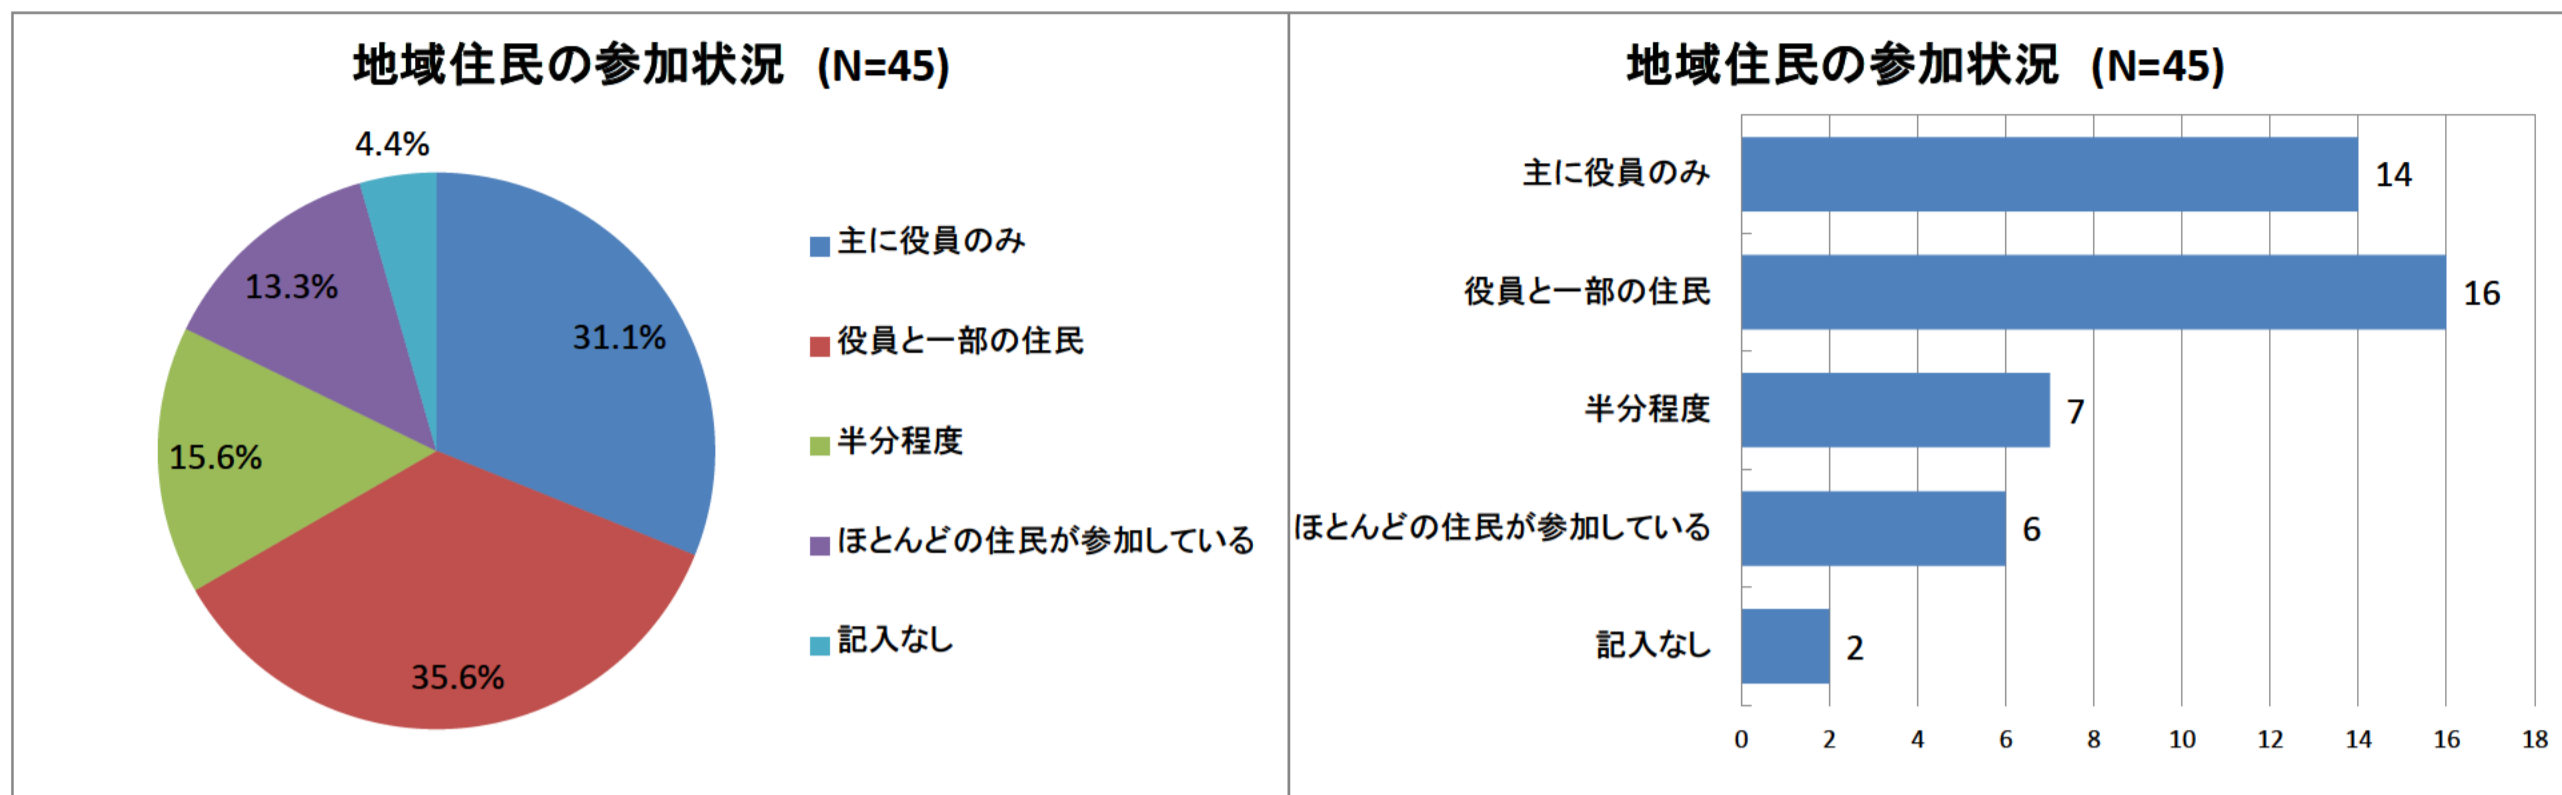 地域住民の参加状況 (N=45)
4.4%
13.3%
31.1%
15.6%
35.6%
主に役員のみ
役員と一部の住民
半分程度
ほとんどの住民が参加している
記入なし
地域住民の参加状況 (N=45)
主に役員のみ 14
役員と一部の住民 16
半分程度 7
ほとんどの住民が参加している 6
記入なし 2
0 2 4 6 8 10 12 14 16 18